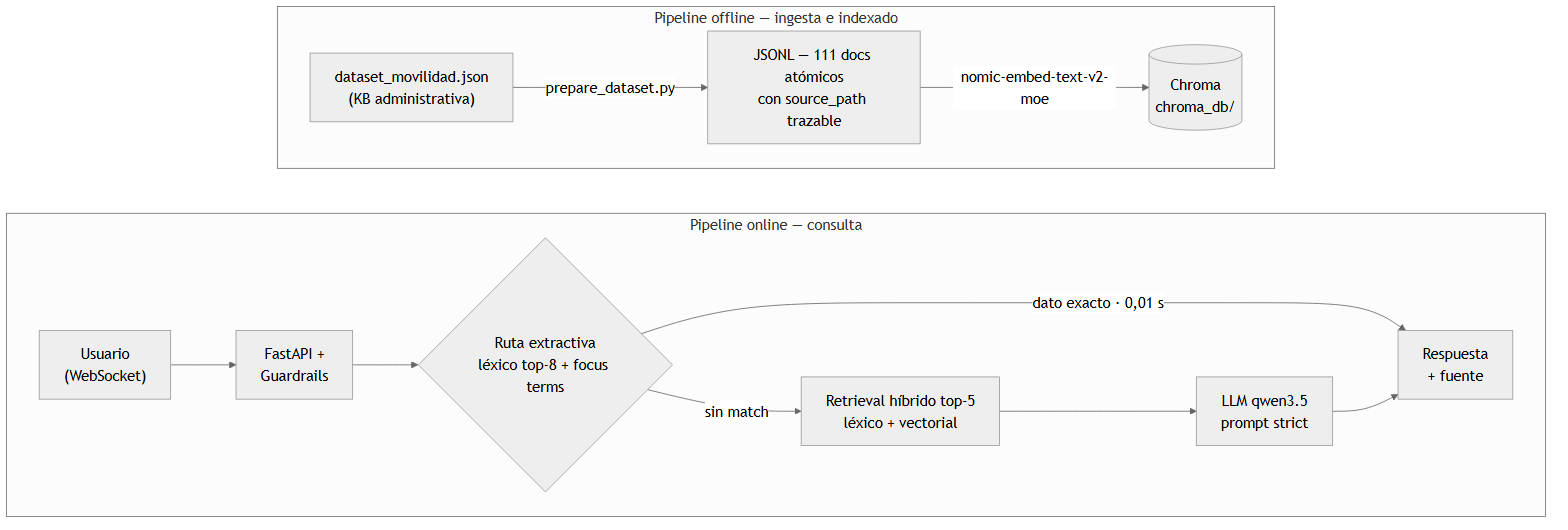 Pipeline offline — ingesta e indexado
dataset_movilidad.json
(KB administrativa)
prepare_dataset.py
JSONL — 111 docs
atómicos
con source_path
trazable
nomic-embed-text-v2-
moe
Chroma
chroma_db/
Pipeline online — consulta
Usuario
(WebSocket)
FastAPI +
Guardrails
Ruta extractiva
léxico top-8 + focus
terms
dato exacto · 0,01 s
sin match
Retrieval híbrido top-5
léxico + vectorial
LLM qwen3.5
prompt strict
Respuesta
+ fuente